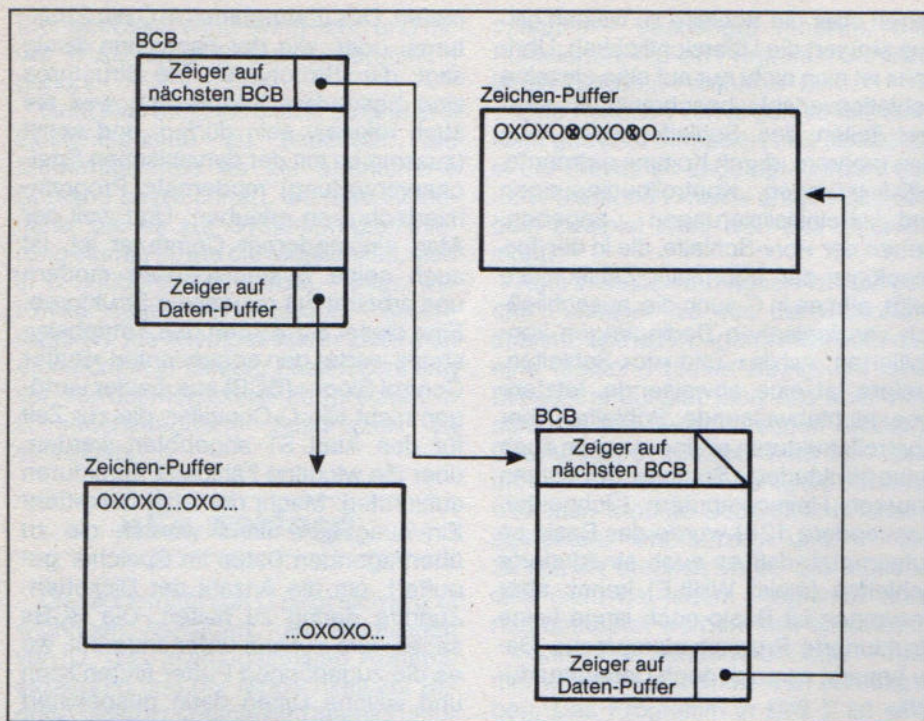 BCB
Zeiger auf
nächsten BCB
Zeiger auf
Daten-Puffer
Zeichen-Puffer
OXOXO⊗OXO⊗O..........
Zeichen-Puffer
OXOXO...OXO...
...OXOXO...
BCB
Zeiger auf
nächsten BCB
Zeiger auf
Daten-Puffer